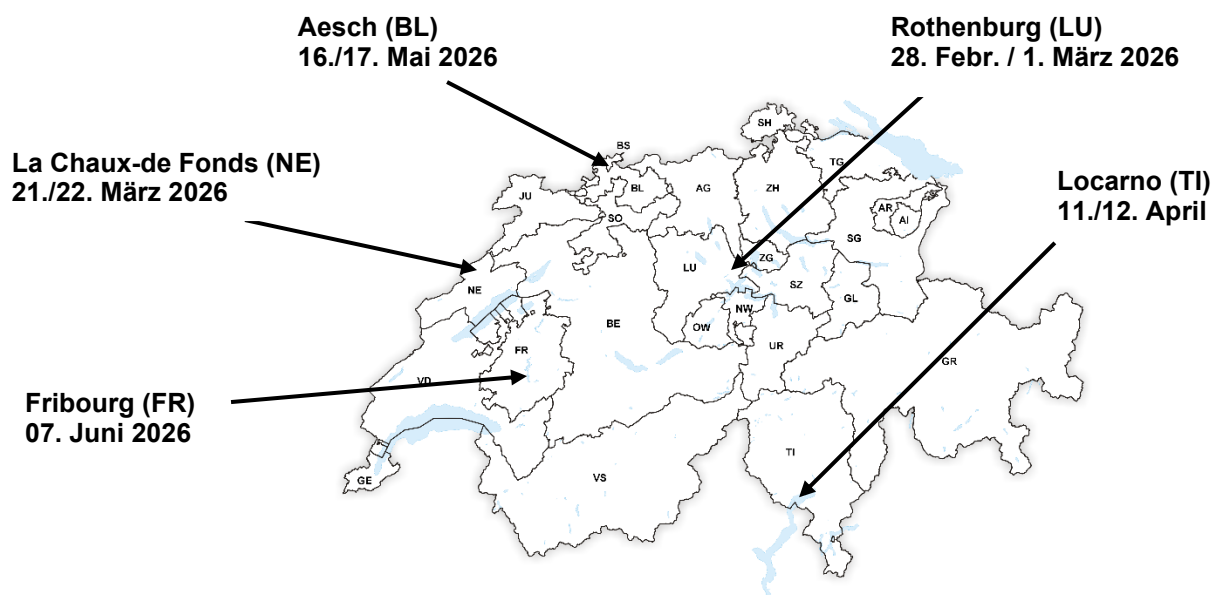 Aesch (BL)
16./17. Mai 2026
Rothenburg (LU)
28. Febr. / 1. März 2026
La Chaux-de Fonds (NE)
21./22. März 2026
Locarno (TI)
11./12. April
Fribourg (FR)
07. Juni 2026
SH
BS
TG
JU
BL
AG
ZH
SO
AR
AI
SG
LU
ZG
NE
SZ
GL
BE
OW
NW
FR
UR
GR
VD
TI
GE
VS